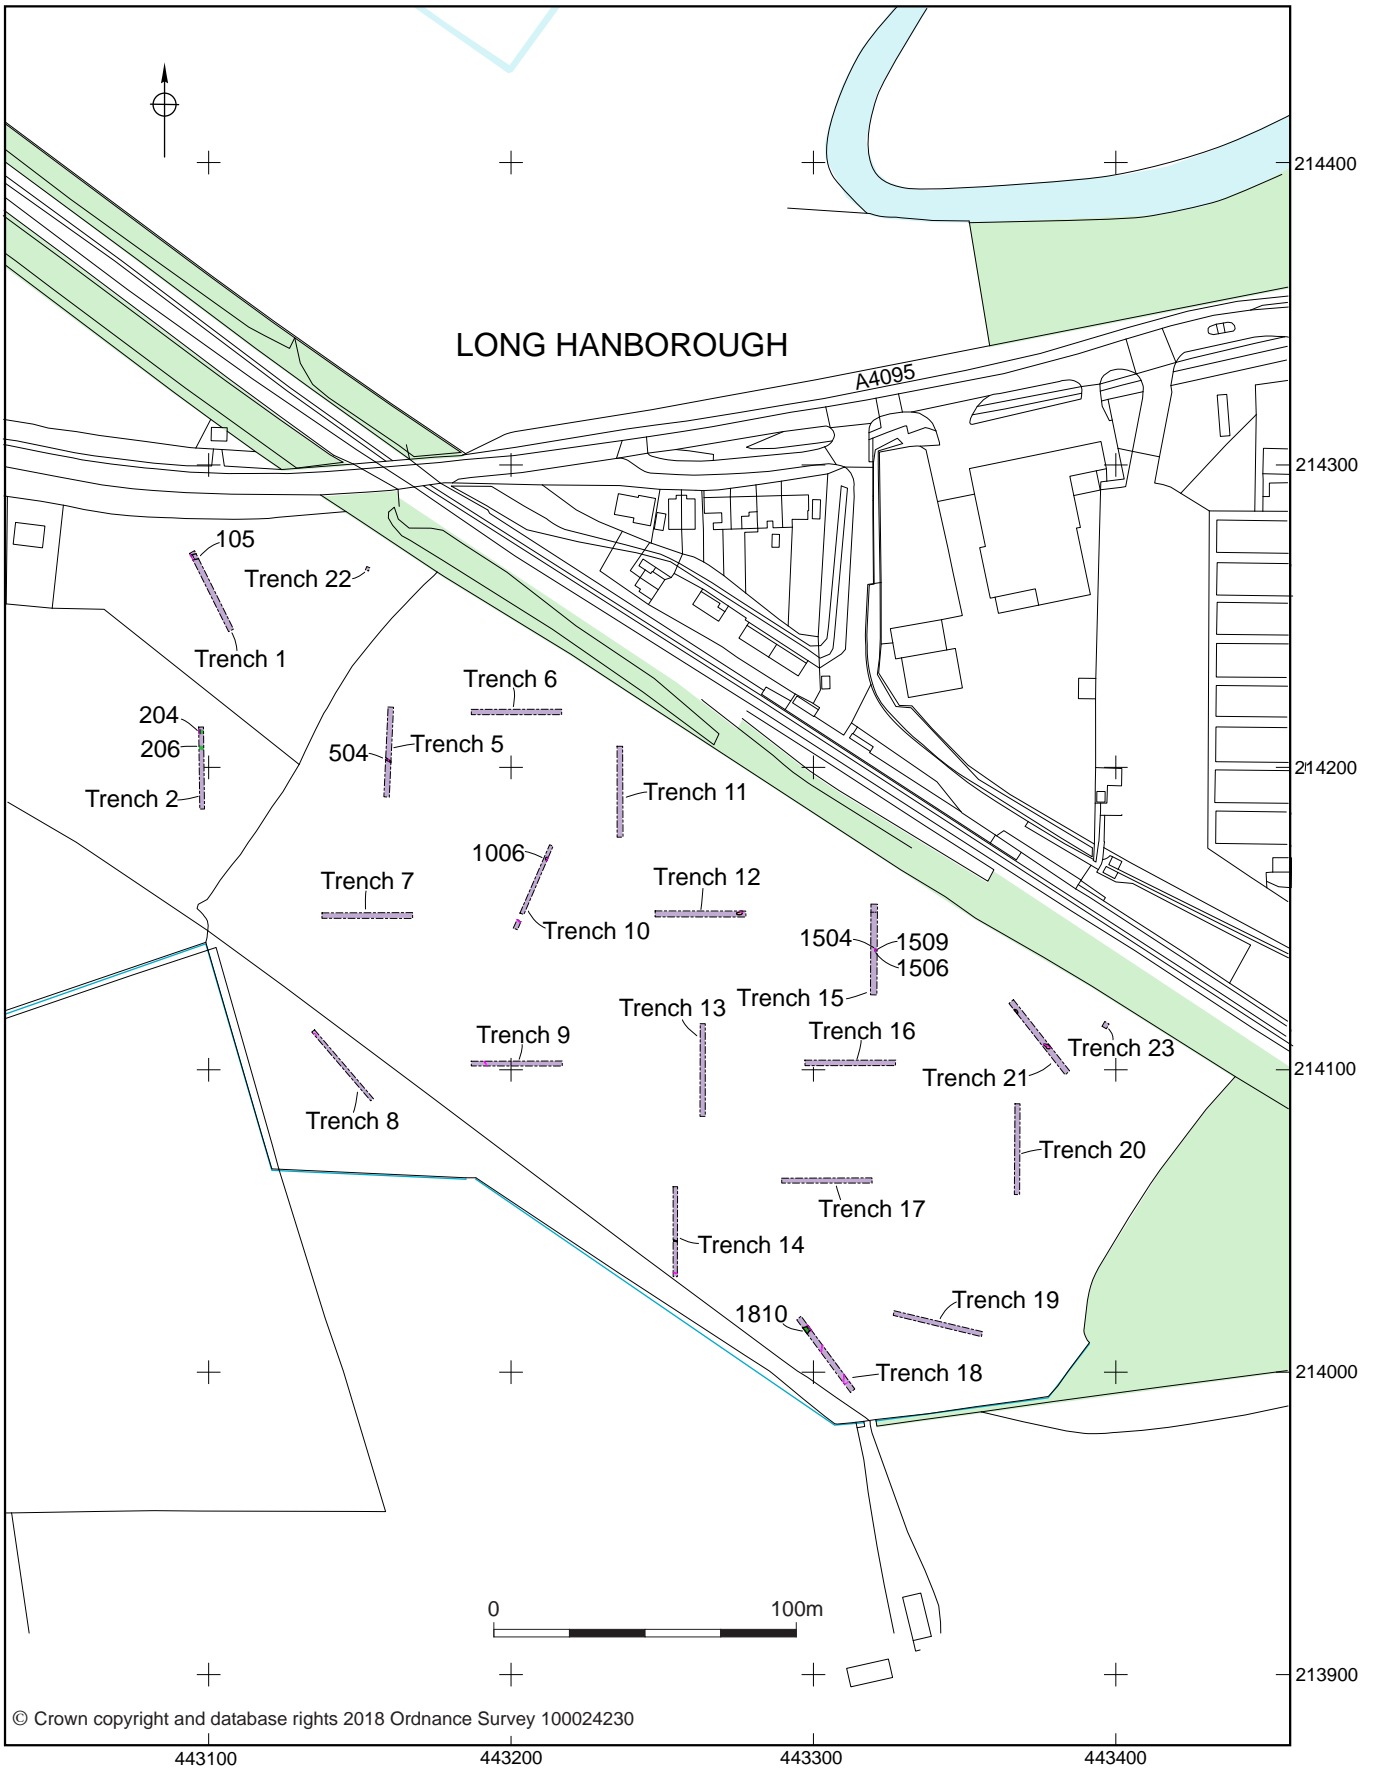 214400
LONG HANBOROUGH
A4095
214300
105
Trench 22
Trench 1
Trench 6
204
504
Trench 5
206
214200
Trench 2
Trench 11
1006
Trench 7
Trench 12
Trench 10
1504
1509
1506
Trench 15
Trench 13
Trench 9
Trench 16
Trench 23
214100
Trench 21
Trench 8
Trench 20
Trench 17
Trench 14
Trench 19
1810
Trench 18
214000
0
100m
213900
© Crown copyright and database rights 2018 Ordnance Survey 100024230
443100
443200
443300
443400